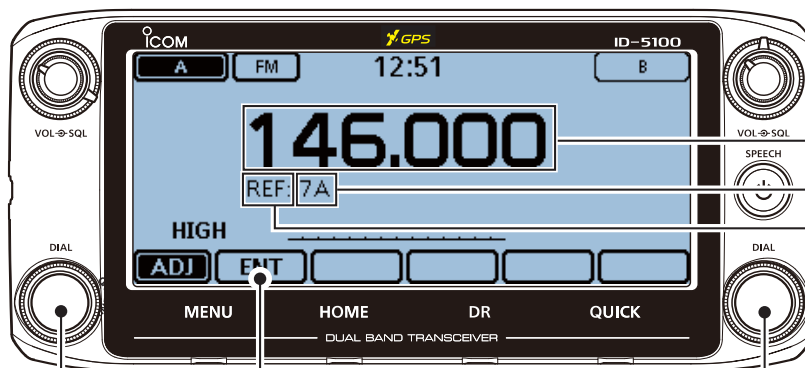 ICOM
GPS
ID-5100
A FM 12:51 B
VOL SQL
VOL SQL
146.000
SPEECH
REF: 7A
HIGH
DIAL
DIAL
ADJ ENT
MENU HOME DR QUICK
DUAL BAND TRANSCEIVER